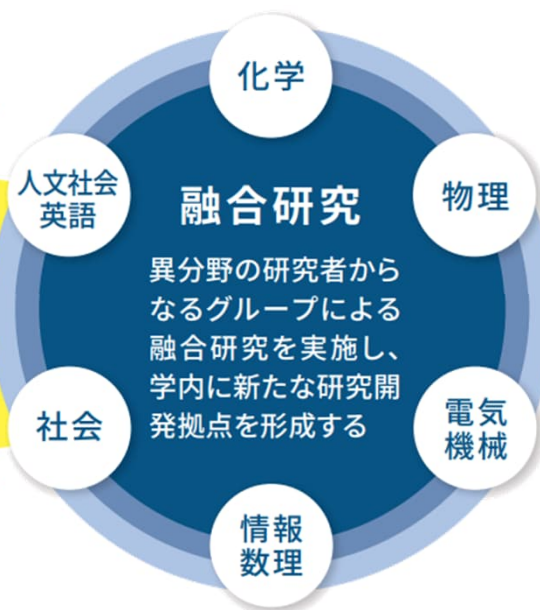 化学
物理
電気
機械
情報
数理
社会
人文社会
英語
融合研究
異分野の研究者から
なるグループによる
融合研究を実施し、
学内に新たな研究開
発拠点を形成する